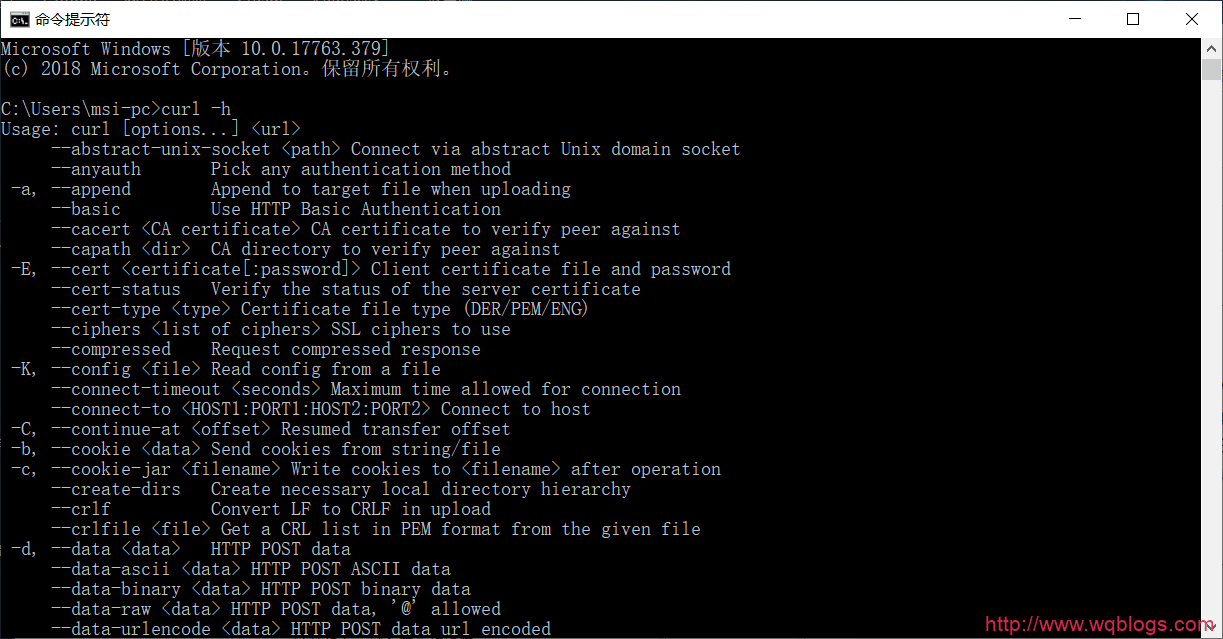 命令提示符
Microsoft Windows [版本 10.0.17763.379]
(c) 2018 Microsoft Corporation。保留所有权利。
C:\Users\msi-pc>curl -h
Usage: curl [options...] <url>
     --abstract-unix-socket <path> Connect via abstract Unix domain socket
     --anyauth       Pick any authentication method
 -a, --append        Append to target file when uploading
     --basic         Use HTTP Basic Authentication
     --cacert <CA certificate> CA certificate to verify peer against
     --capath <dir>  CA directory to verify peer against
 -E, --cert <certificate[:password]> Client certificate file and password
     --cert-status   Verify the status of the server certificate
     --cert-type <type> Certificate file type (DER/PEM/ENG)
     --ciphers <list of ciphers> SSL ciphers to use
     --compressed    Request compressed response
 -K, --config <file> Read config from a file
     --connect-timeout <seconds> Maximum time allowed for connection
     --connect-to <HOST1:PORT1:HOST2:PORT2> Connect to host
 -C, --continue-at <offset> Resumed transfer offset
 -b, --cookie <data> Send cookies from string/file
 -c, --cookie-jar <filename> Write cookies to <filename> after operation
     --create-dirs   Create necessary local directory hierarchy
     --crlf          Convert LF to CRLF in upload
     --crlfile <file> Get a CRL list in PEM format from the given file
 -d, --data <data>   HTTP POST data
     --data-ascii <data> HTTP POST ASCII data
     --data-binary <data> HTTP POST binary data
     --data-raw <data> HTTP POST data, '@' allowed
     --data-urlencode <data> HTTP POST data url encoded
http://www.wqblogs.com